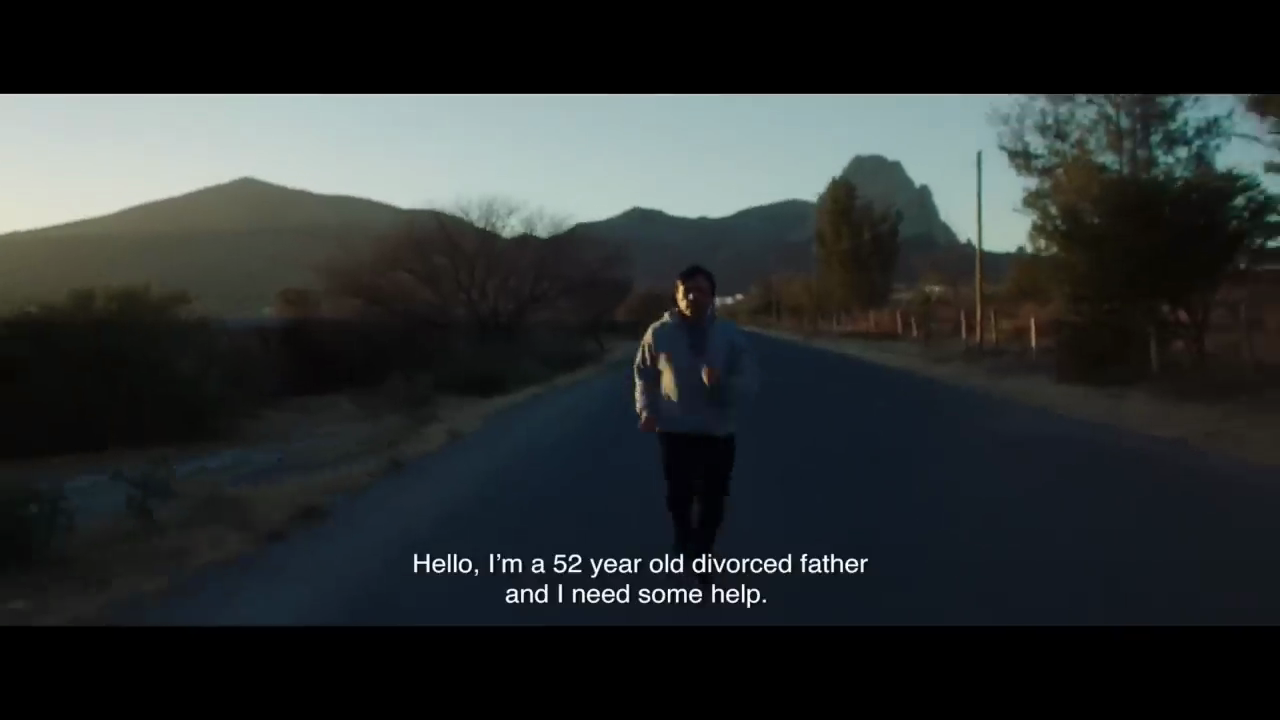 Hello, I'm a 52 year old divorced father
and I need some help.